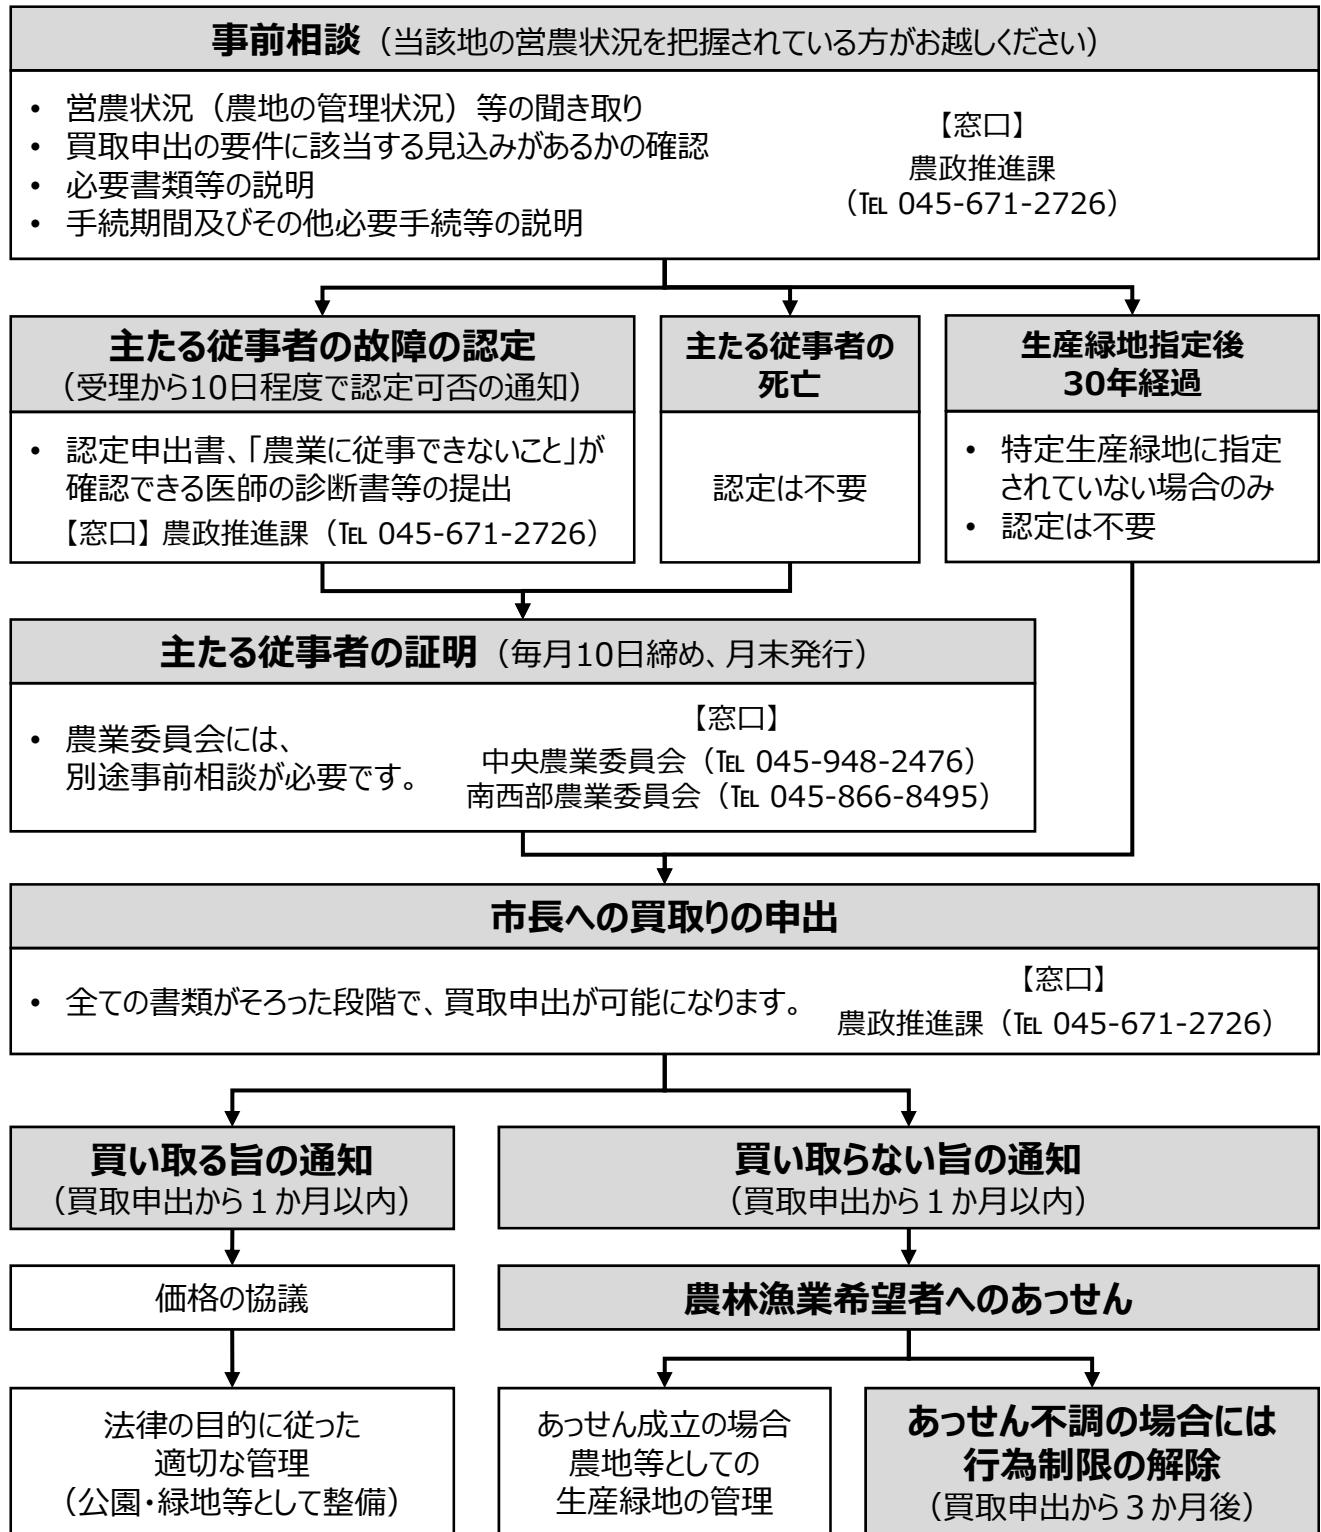 事前相談（当該地の営農状況を把握されている方がお越しください）
• 営農状況（農地の管理状況）等の聞き取り
• 買取申出の要件に該当する見込みがあるかの確認
• 必要書類等の説明
• 手続期間及びその他必要手続等の説明
【窓口】
農政推進課
（℡ 045-671-2726）
主たる従事者の故障の認定
（受理から10日程度で認定可否の通知）
• 認定申出書、「農業に従事できないこと」が
確認できる医師の診断書等の提出
【窓口】農政推進課（℡ 045-671-2726）
主たる従事者の
死亡
認定は不要
生産緑地指定後
30年経過
• 特定生産緑地に指定
されていない場合のみ
• 認定は不要
主たる従事者の証明（毎月10日締め、月末発行）
• 農業委員会には、
別途事前相談が必要です。
【窓口】
中央農業委員会（℡ 045-948-2476）
南西部農業委員会（℡ 045-866-8495）
市長への買取りの申出
• 全ての書類がそろった段階で、買取申出が可能になります。
【窓口】
農政推進課（℡ 045-671-2726）
買い取る旨の通知
（買取申出から１か月以内）
価格の協議
法律の目的に従った
適切な管理
（公園・緑地等として整備）
買い取らない旨の通知
（買取申出から１か月以内）
農林漁業希望者へのあっせん
あっせん成立の場合
農地等としての
生産緑地の管理
あっせん不調の場合には
行為制限の解除
（買取申出から３か月後）